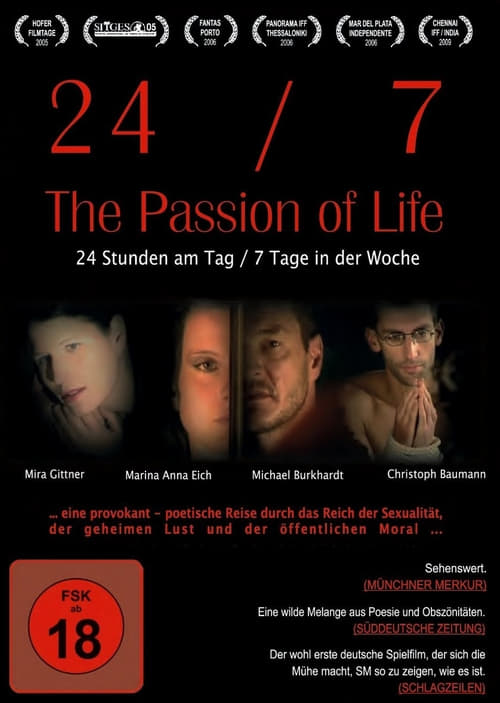 HOFER
FILMTAGE
2005
SITGES 05
FANTAS
PORTO
2006
PANORAMA IFF
THESSALONIKI
2006
MAR DEL PLATA
INDEPENDENTE
2006
CHENNAI
IFF / INDIA
2009
24 / 7
The Passion of Life
24 Stunden am Tag / 7 Tage in der Woche
Mira Gittner
Marina Anna Eich
Michael Burkhardt
Christoph Baumann
... eine provokant – poetische Reise durch das Reich der Sexualität,
der geheimen Lust und der öffentlichen Moral ...
FSK
ab
18
Sehenswert.
(MÜNCHNER MERKUR)
Eine wilde Melange aus Poesie und Obszönitäten.
(SÜDDEUTSCHE ZEITUNG)
Der wohl erste deutsche Spielfilm, der sich die
Mühe macht, SM so zu zeigen, wie es ist.
(SCHLAGZEILEN)